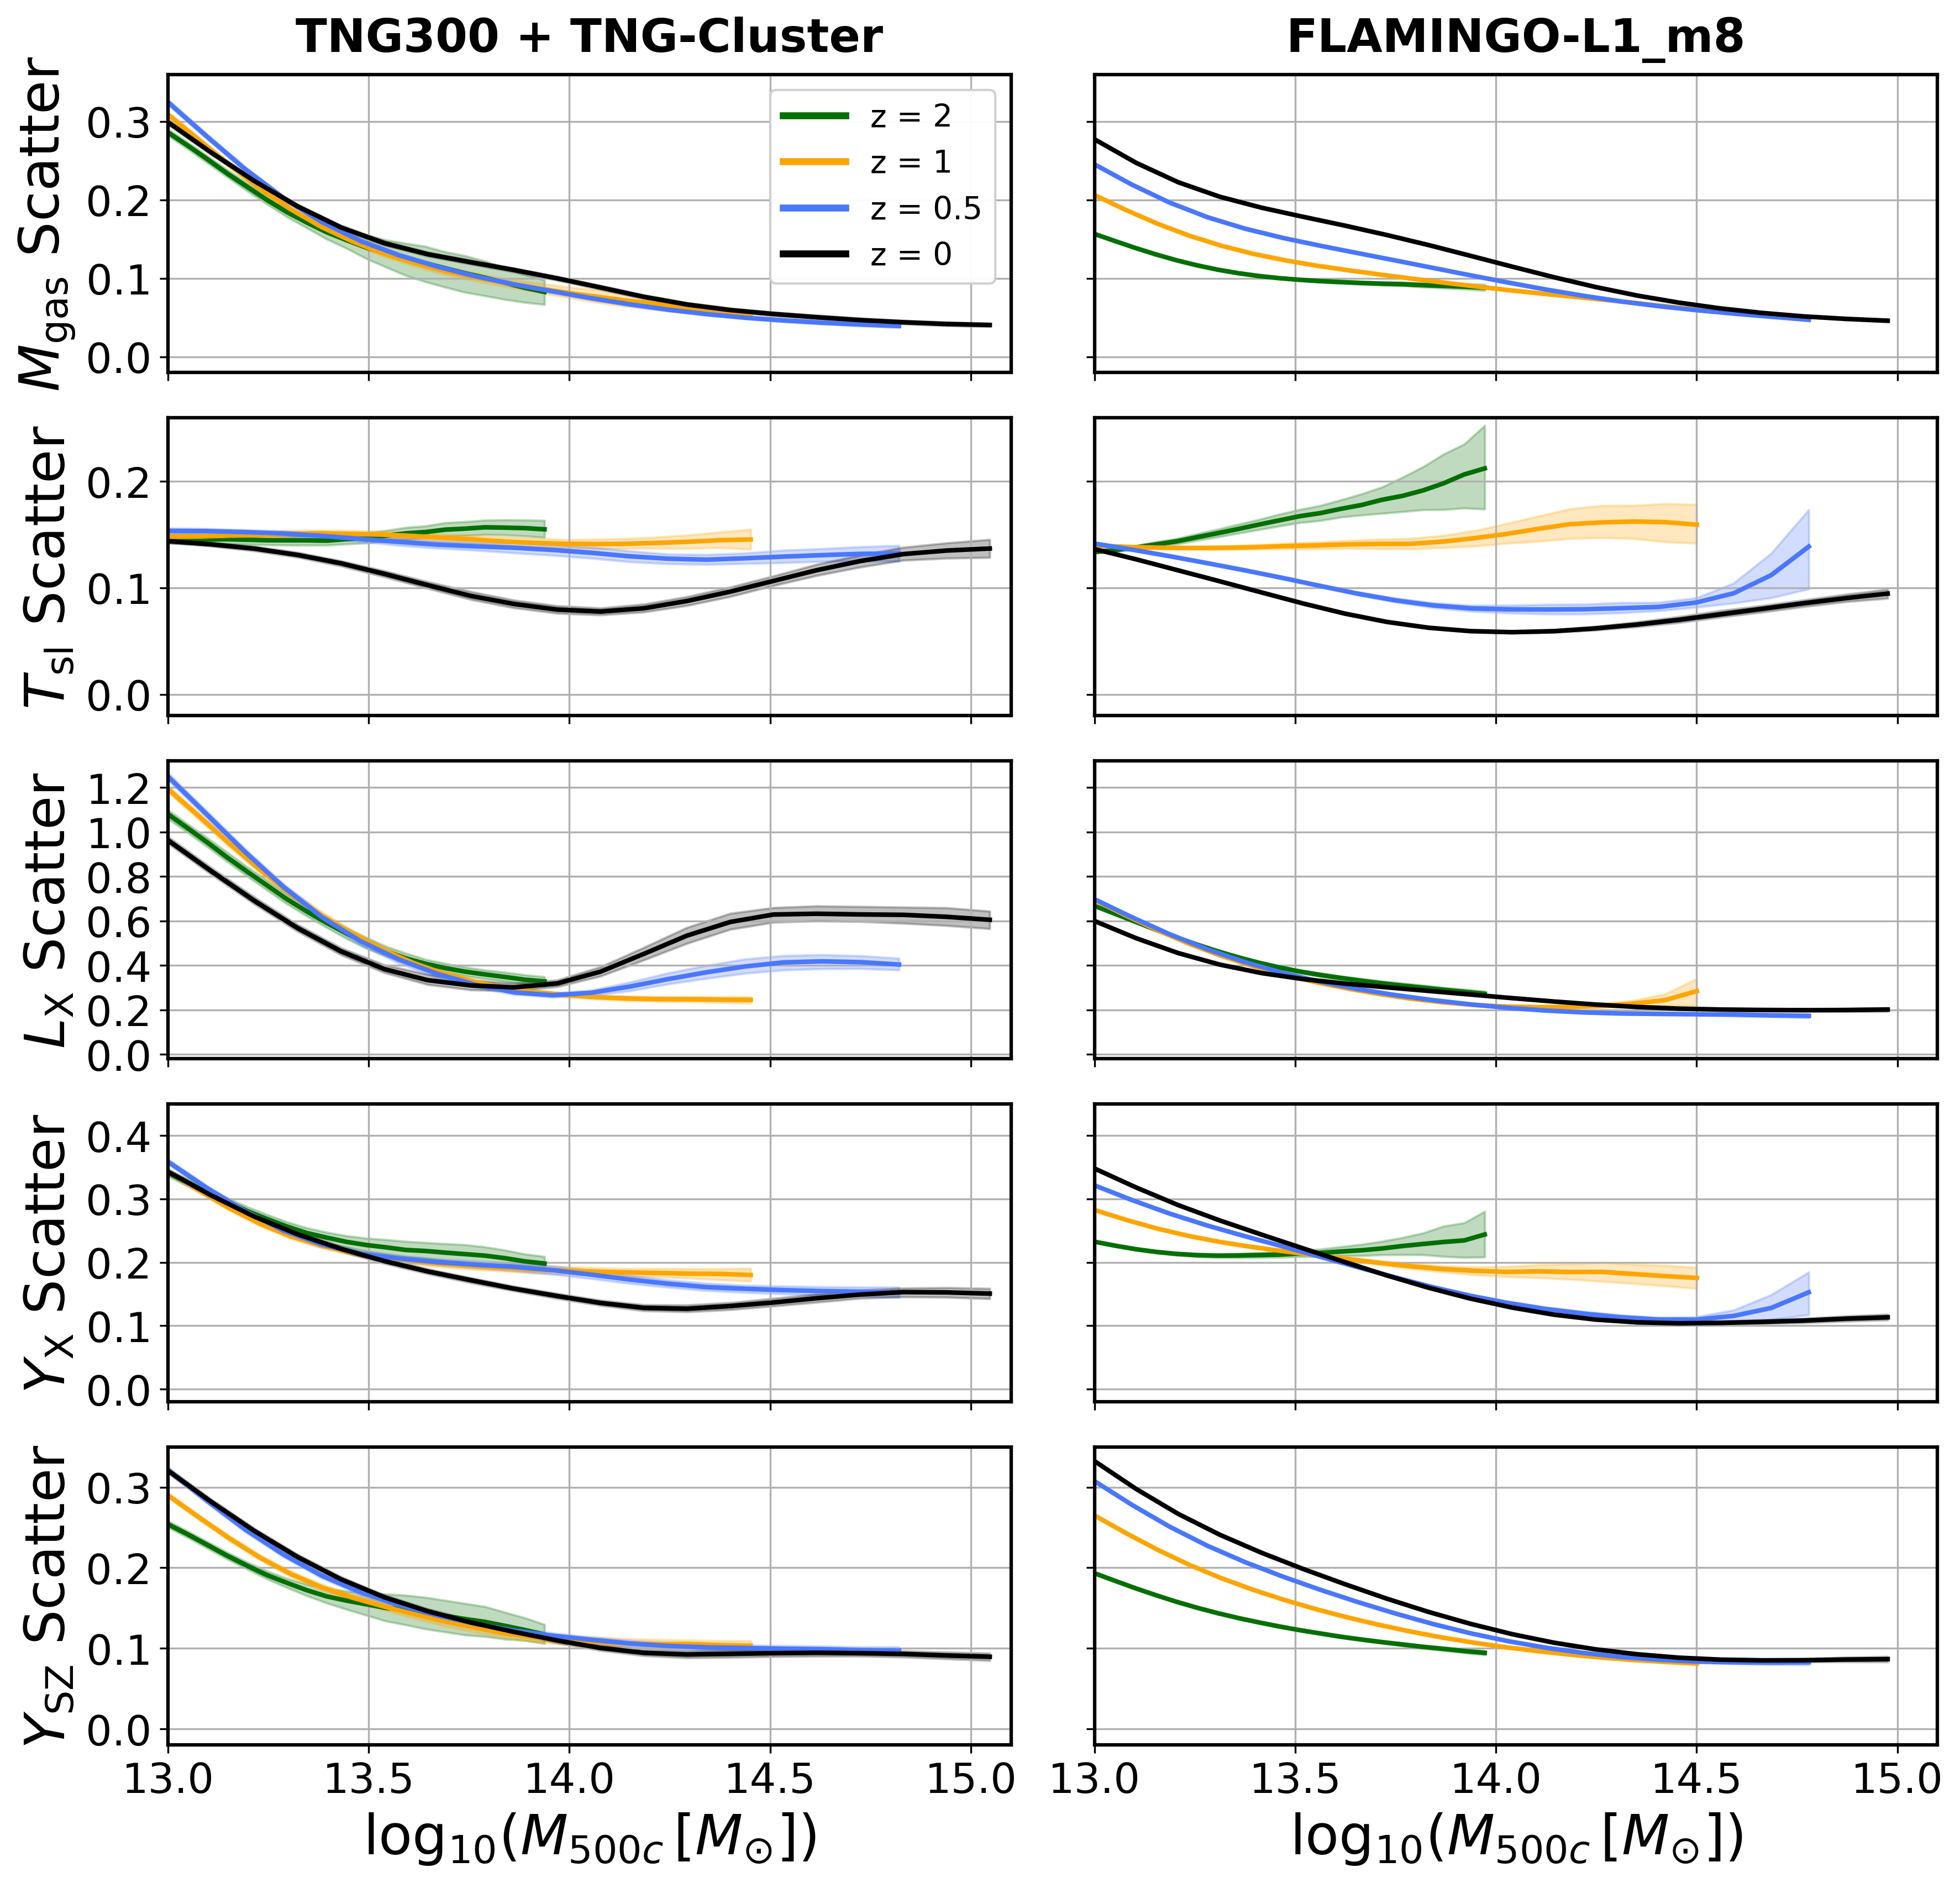 TNG300 + TNG-Cluster
FLAMINGO-L1_m8
M_gas Scatter
0.3
0.2
0.1
0.0
z = 2
z = 1
z = 0.5
z = 0
T_sl Scatter
0.2
0.1
0.0
L_X Scatter
1.2
1.0
0.8
0.6
0.4
0.2
0.0
Y_X Scatter
0.4
0.3
0.2
0.1
0.0
Y_SZ Scatter
0.3
0.2
0.1
0.0
13.0 13.5 14.0 14.5 15.0
13.0 13.5 14.0 14.5 15.0
log₁₀(M₅₀₀c [M⊙])
log₁₀(M₅₀₀c [M⊙])